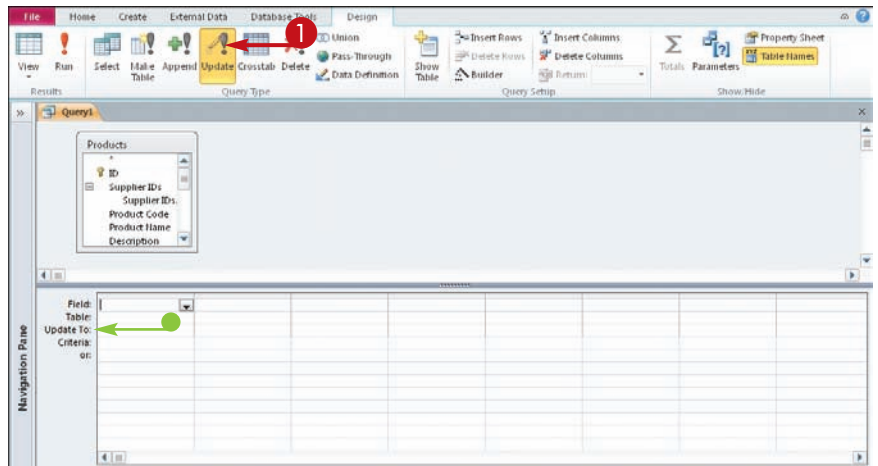 File Home Create External Data Database Tools Design
1
View Run Select Make Table Append Update Crosstab Delete Union Pass-Through Data Definition Show Table Insert Rows Delete Rows Builder Insert Columns Delete Columns Return: Totals Parameters Property Sheet Table Names
Results Query Type Query Setup Show/Hide
Query1
Products
*
ID
Supplier IDs
Supplier IDs.
Product Code
Product Name
Description
Navigation Pane
Field:
Table:
Update To:
Criteria:
or: